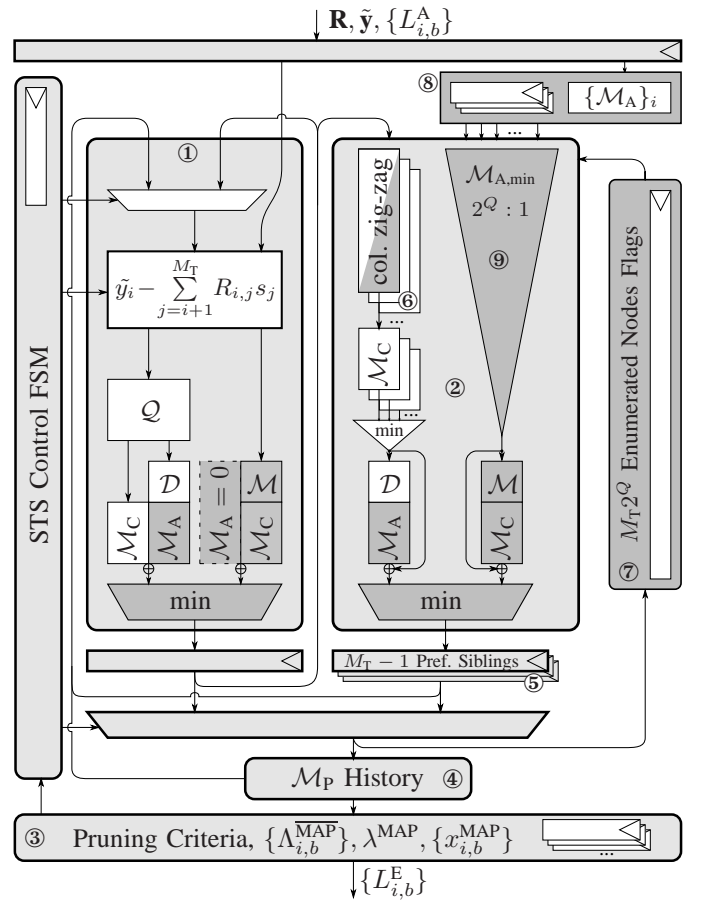 R, ỹ, {L^A_{i,b}}
⑧
{ℳ_A}_i
...
①
STS Control FSM
ỹ_i − Σ_{j=i+1}^{M_T} R_{i,j} s_j
𝒬
𝒟
ℳ_C
ℳ_A
ℳ_A = 0
ℳ
ℳ_C
min
col. zig-zag
⑥
...
ℳ_C
...
②
min
𝒟
ℳ_A
ℳ_{A,min}
2^Q : 1
⑨
ℳ
ℳ_C
min
M_T 2^Q Enumerated Nodes Flags
⑦
M_T − 1 Pref. Siblings
⑤
ℳ_P History ④
③ Pruning Criteria, {Λ^{\overline{MAP}}_{i,b}}, λ^{MAP}, {x^{MAP}_{i,b}}
...
{L^E_{i,b}}